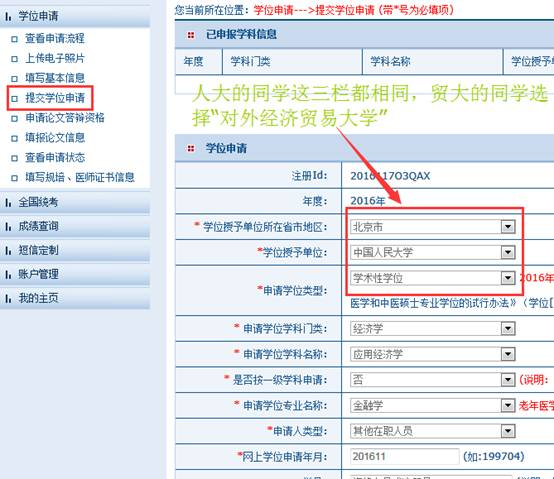 学位申请
查看申请流程
上传电子照片
填写基本信息
提交学位申请
申请论文答辩资格
填报论文信息
查看申请状态
填写规培、医师证书信息
全国统考
成绩查询
短信定制
账户管理
我的主页
您当前所在位置：学位申请--->提交学位申请 (带*号为必填项)
已申报学科信息
年度 学科门类 学科名称 学位授予单
人大的同学这三栏都相同，贸大的同学选
择“对外经济贸易大学”
学位申请
注册Id: 2016117O3QAX
年度: 2016年
* 学位授予单位所在省市地区: 北京市
*学位授予单位: 中国人民大学
*申请学位类型: 学术性学位 2016年
医学和中医硕士专业学位的试行办法》（学位[
* 申请学位学科门类: 经济学
* 申请学位学科名称: 应用经济学
* 是否按一级学科申请: 否 (说明:
* 申请学位专业名称: 金融学 老年医学
* 申请人类型: 其他在职人员
*网上学位申请年月: 201611 (如:199704)